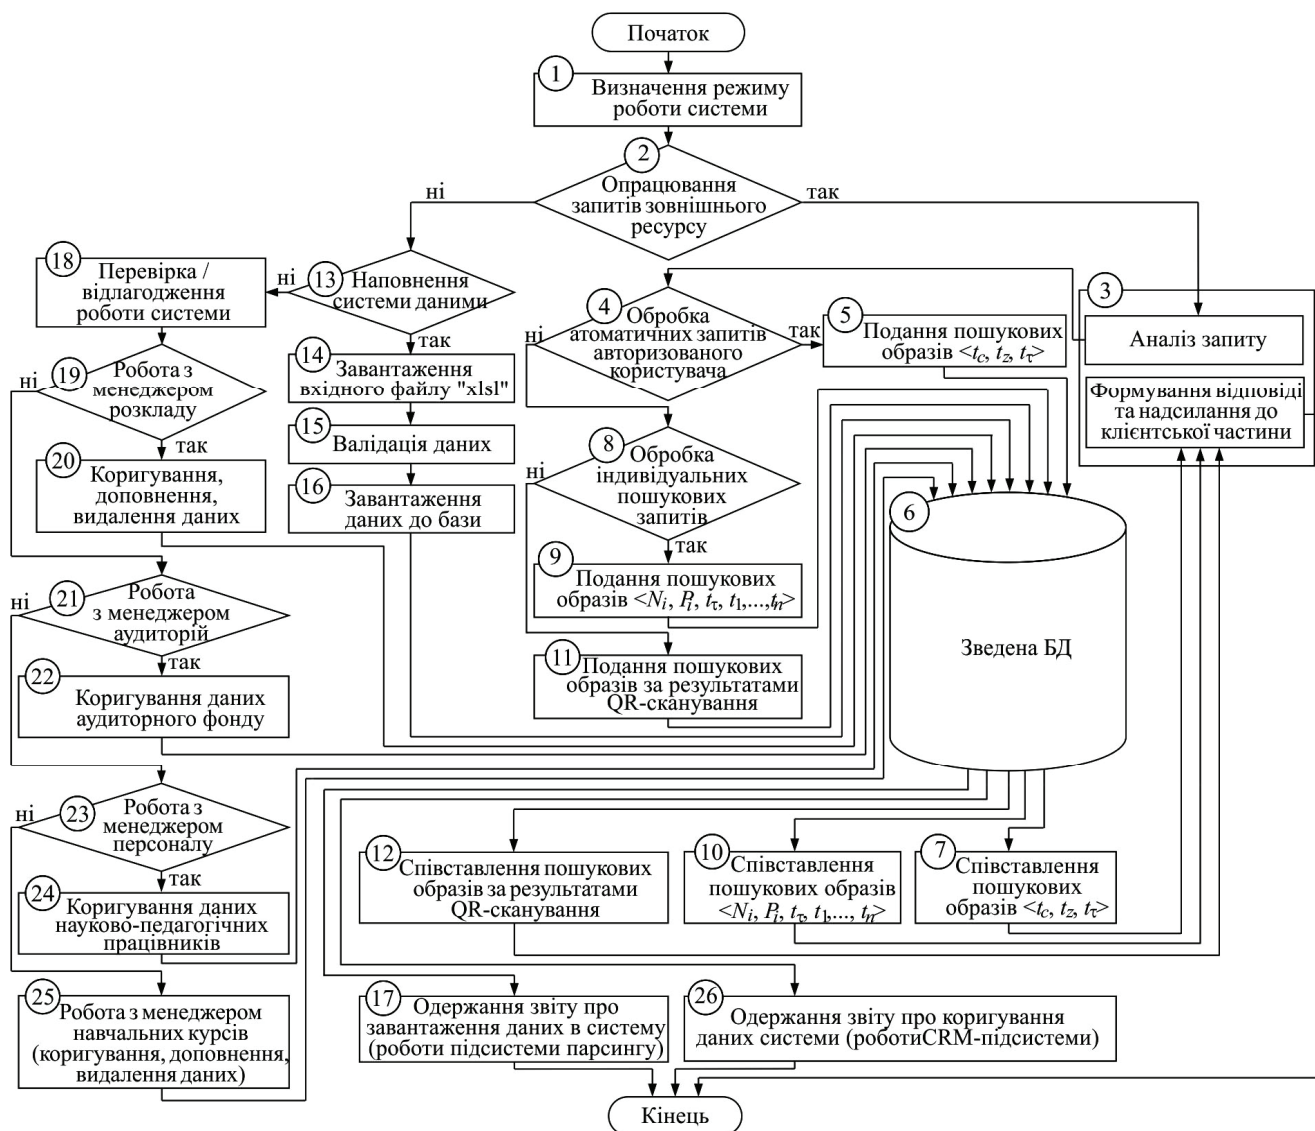 Початок
1
Визначення режиму
роботи системи
2
Опрацювання
запитів зовнішнього
ресурсу
ні
так
18
Перевірка /
відлагодження
роботи системи
ні
13
Наповнення
системи даними
так
4
Обробка
атоматичних запитів
авторизованого
користувача
ні
так
5
Подання пошукових
образів <tc, tz, tτ>
3
Аналіз запиту
Формування відповіді
та надсилання до
клієнтської частини
19
Робота з
менеджером
розкладу
ні
так
14
Завантаження
вхідного файлу "xlsl"
15
Валідація даних
16
Завантаження
даних до бази
8
Обробка
індивідуальних
пошукових
запитів
ні
так
20
Коригування,
доповнення,
видалення даних
9
Подання пошукових
образів <Ni, Pi, tτ, t1,...,tn>
6
Зведена БД
21
Робота
з менеджером
аудиторій
ні
так
11
Подання пошукових
образів за результатами
QR-сканування
22
Коригування даних
аудиторного фонду
23
Робота з
менеджером
персоналу
ні
так
12
Співставлення пошукових
образів за результатами
QR-сканування
10
Співставлення
пошукових образів
<Ni, Pi, tτ, t1,..., tn>
7
Співставлення
пошукових
образів <tc, tz, tτ>
24
Коригування даних
науково-педагогічних
працівників
25
Робота з менеджером
навчальних курсів
(коригування, доповнення,
видалення даних)
17
Одержання звіту про
завантаження даних в систему
(роботи підсистеми парсингу)
26
Одержання звіту про коригування
даних системи (роботиCRM-підсистеми)
Кінець